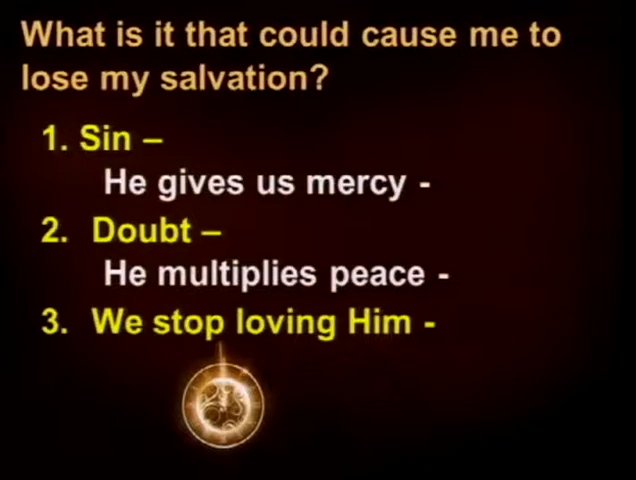 What is it that could cause me to
lose my salvation?
1. Sin –
He gives us mercy -
2. Doubt –
He multiplies peace -
3. We stop loving Him -